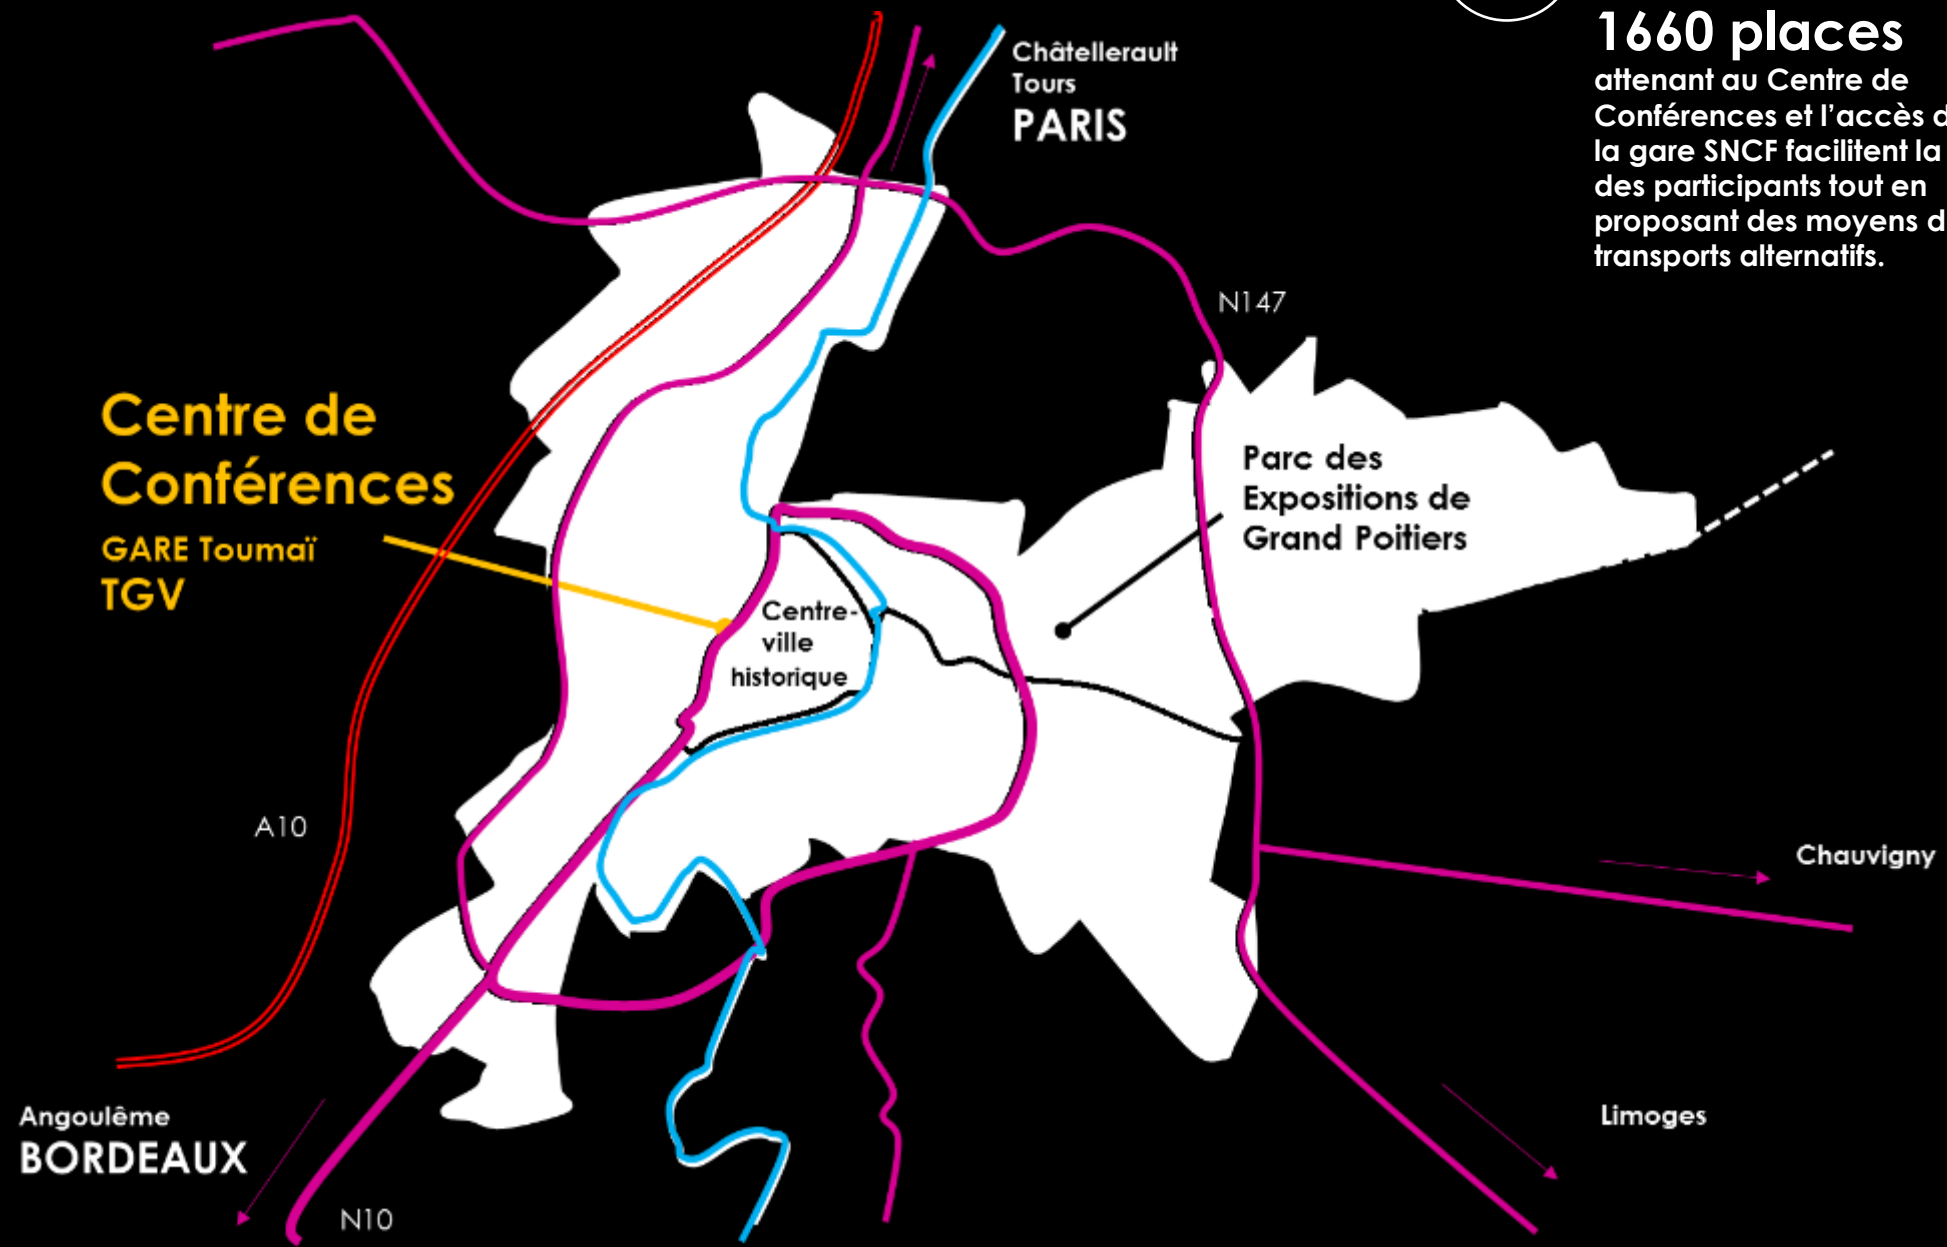 Châtellerault
Tours
PARIS
1660 places
attenant au Centre de
Conférences et l'accès d
la gare SNCF facilitent la
des participants tout en
proposant des moyens d
transports alternatifs.
N147
Centre de
Conférences
GARE Toumaï
TGV
Parc des
Expositions de
Grand Poitiers
Centre-
ville
historique
A10
Chauvigny
Angoulême
BORDEAUX
Limoges
N10